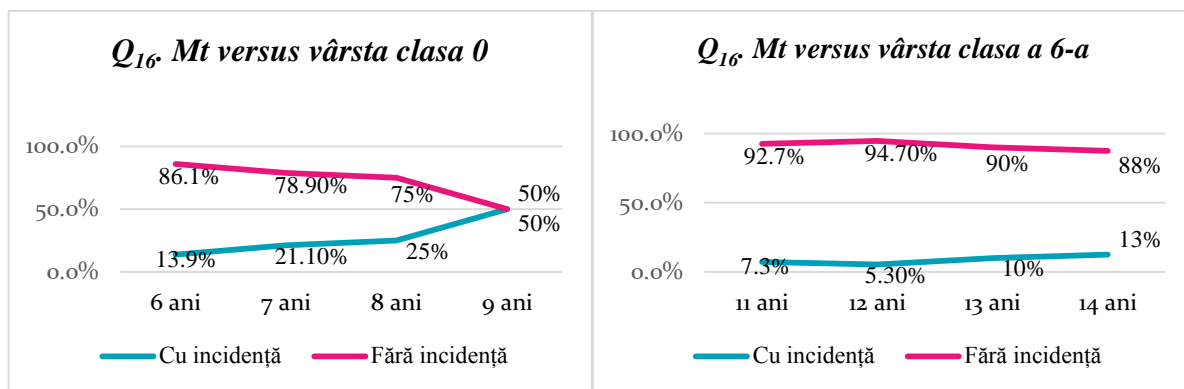 Q16. Mt versus vârsta clasa 0
100.0%
50.0%
0.0%
86.1%
78.90%
75%
50%
50%
13.9%
21.10%
25%
6 ani
7 ani
8 ani
9 ani
Cu incidență
Fără incidență
Q16. Mt versus vârsta clasa a 6-a
100.0%
50.0%
0.0%
92.7%
94.70%
90%
88%
7.3%
5.30%
10%
13%
11 ani
12 ani
13 ani
14 ani
Cu incidență
Fără incidență